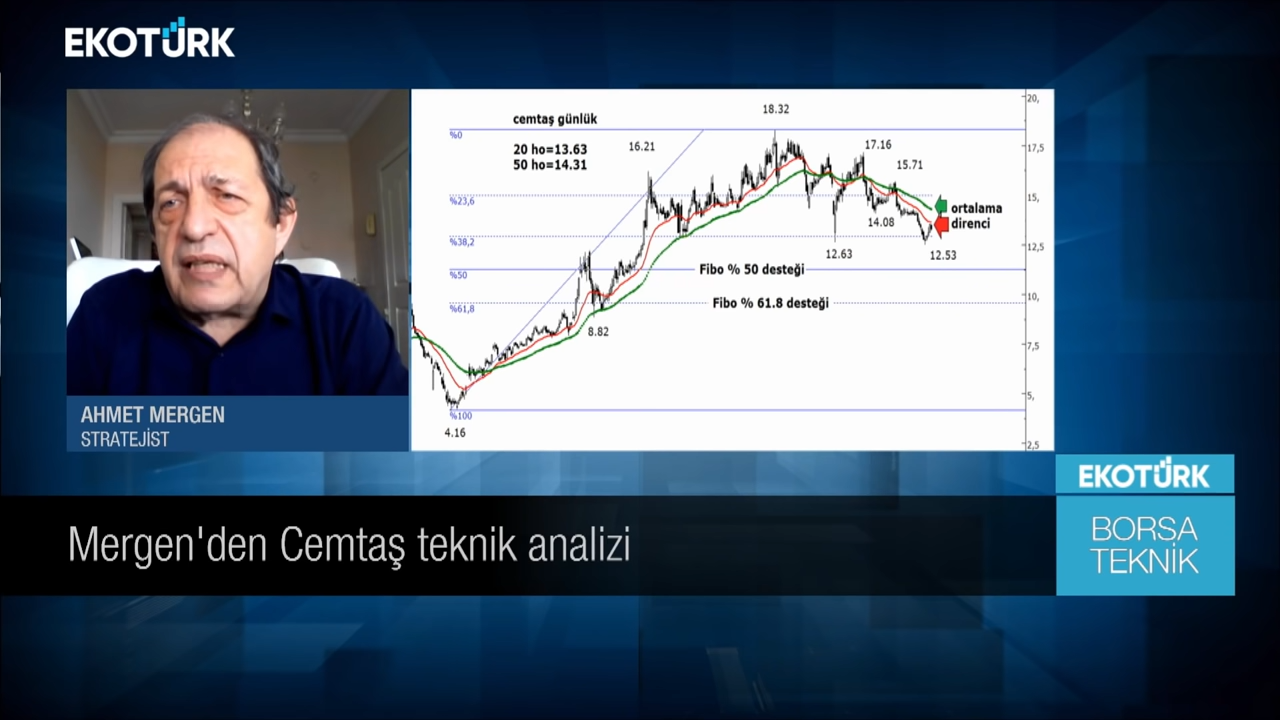 EKOTÜRK
cemtaş günlük
20 ho=13.63
50 ho=14.31
18.32
16.21
17.16
15.71
14.08
12.63
12.53
8.82
4.16
%0
%23,6
%38,2
%50
%61,8
%100
ortalama
direnci
Fibo % 50 desteği
Fibo % 61.8 desteği
20,
17,5
15,
12,5
10,
7,5
5,
2,5
AHMET MERGEN
STRATEJİST
EKOTÜRK
Mergen'den Cemtaş teknik analizi
BORSA
TEKNİK